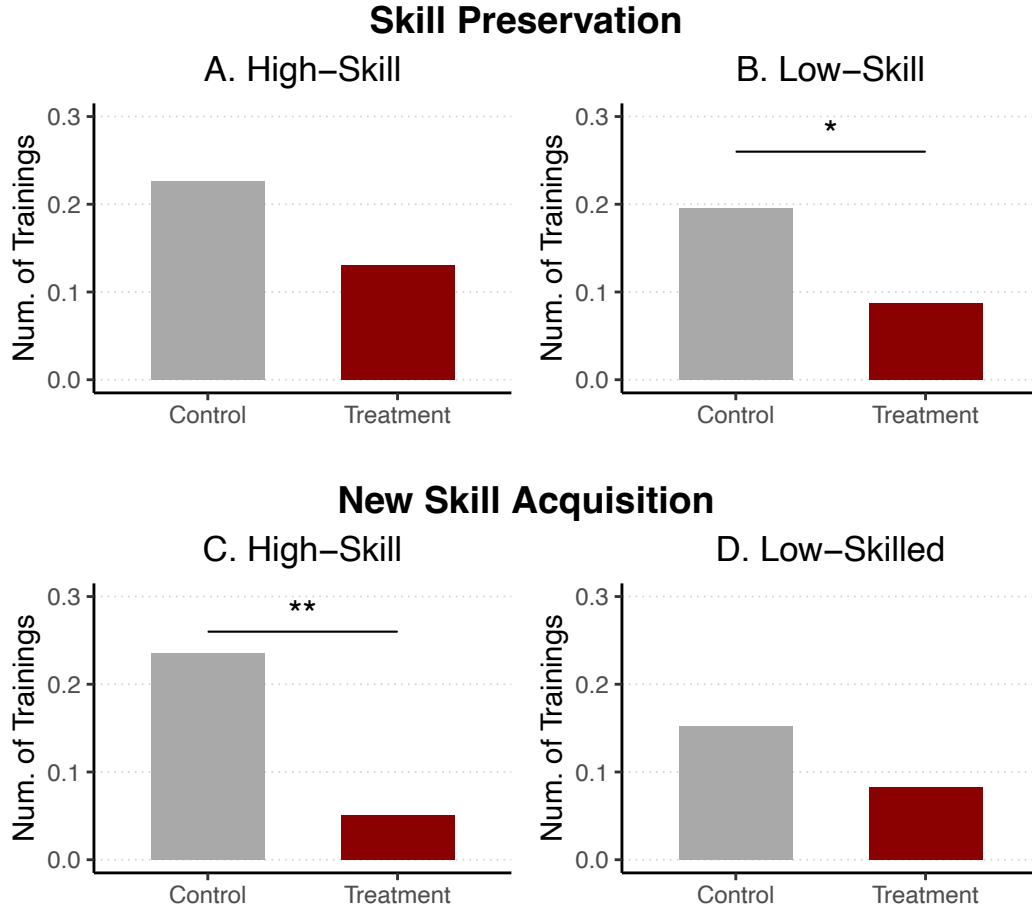 Skill Preservation
A. High−Skill
B. Low−Skill
Num. of Trainings
0.3
0.2
0.1
0.0
Control
Treatment
Num. of Trainings
0.3
0.2
0.1
0.0
*
Control
Treatment
New Skill Acquisition
C. High−Skill
D. Low−Skilled
Num. of Trainings
0.3
0.2
0.1
0.0
**
Control
Treatment
Num. of Trainings
0.3
0.2
0.1
0.0
Control
Treatment